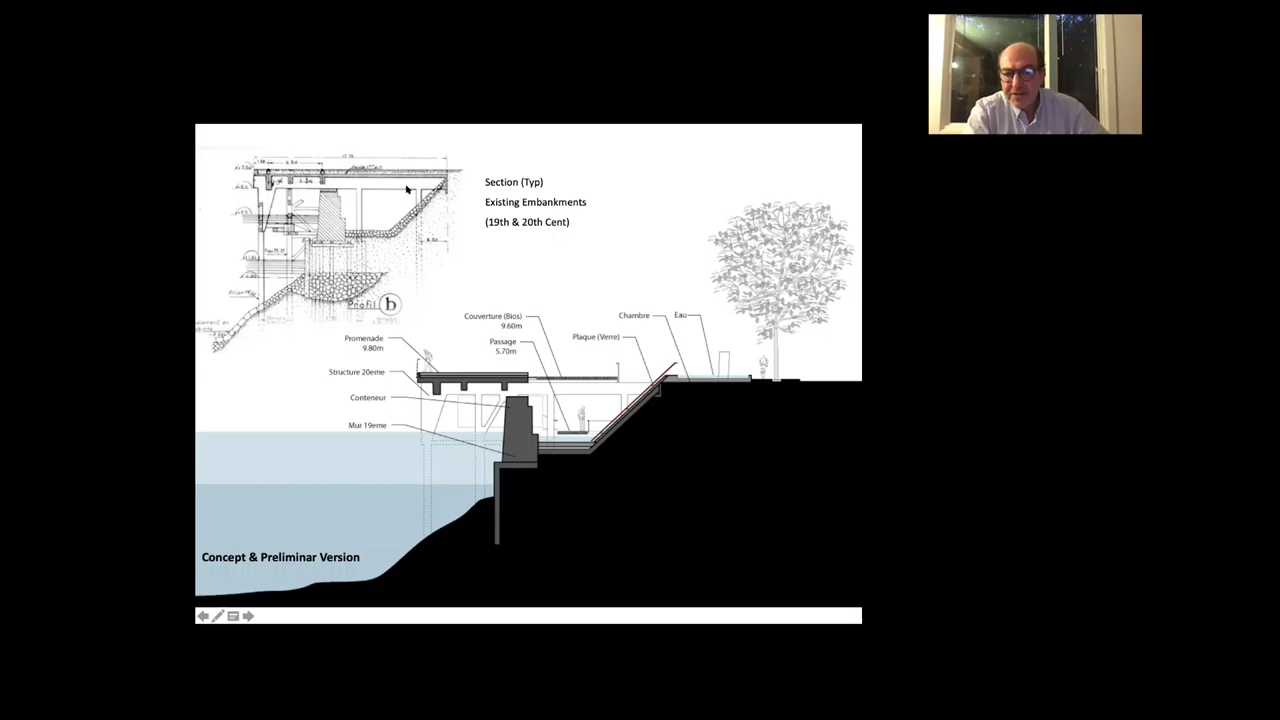 Section (Typ)
Existing Embankments
(19th & 20th Cent)
Profil b
Couverture (Bios)
9.60m
Chambre
Eau
Promenade
9.80m
Passage
5.70m
Plaque (Verre)
Structure 20eme
Conteneur
Mur 19eme
Concept & Preliminar Version